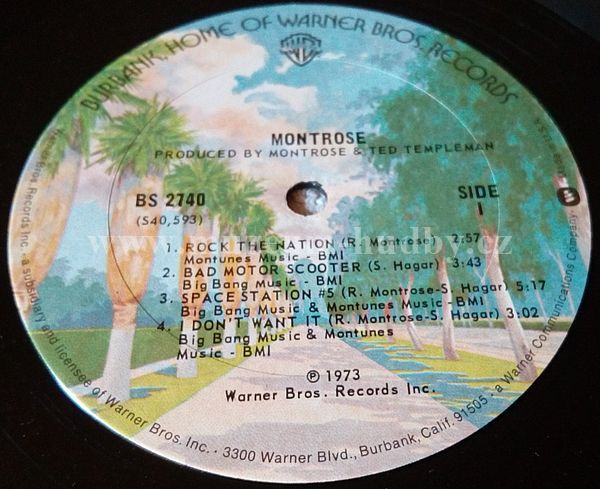 BURBANK, HOME OF WARNER BROS. RECORDS
MONTROSE
PRODUCED BY MONTROSE & TED TEMPLEMAN
BS 2740
(S40,593)
SIDE
1
1. ROCK THE NATION (R. Montrose) 2:57
Montunes Music - BMI
2. BAD MOTOR SCOOTER (S. Hagar) 3:43
Big Bang Music - BMI
3. SPACE STATION #5 (R. Montrose-S. Hagar) 5:17
Big Bang Music & Montunes Music - BMI
4. I DON'T WANT IT (R. Montrose-S. Hagar) 3:02
Big Bang Music & Montunes
Music - BMI
℗ 1973
Warner Bros. Records Inc.
Warner Bros. Records Inc. - a subsidiary and licensee of Warner Bros. Inc. · 3300 Warner Blvd., Burbank, Calif. 91505 · a Warner Communications Company·